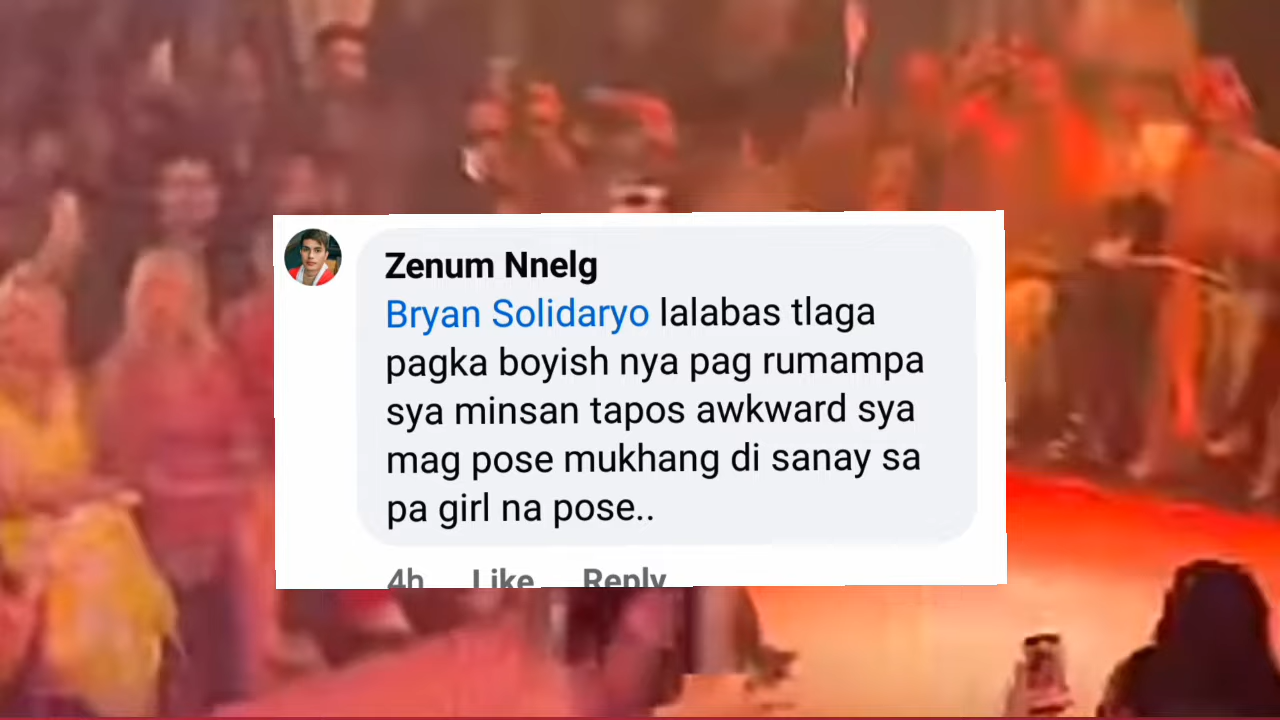 Zenum Nnelg
Bryan Solidaryo lalabas tlaga
pagka boyish nya pag rumampa
sya minsan tapos awkward sya
mag pose mukhang di sanay sa
pa girl na pose..
4h Like Reply